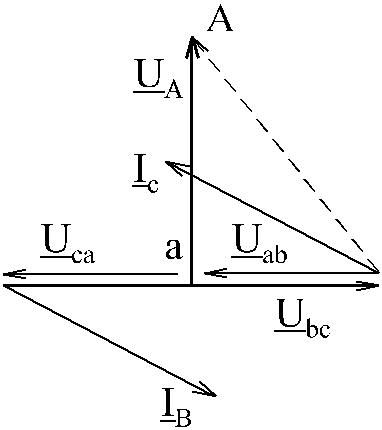 A
U_A
I_c
U_ca a U_ab
U_bc
I_B